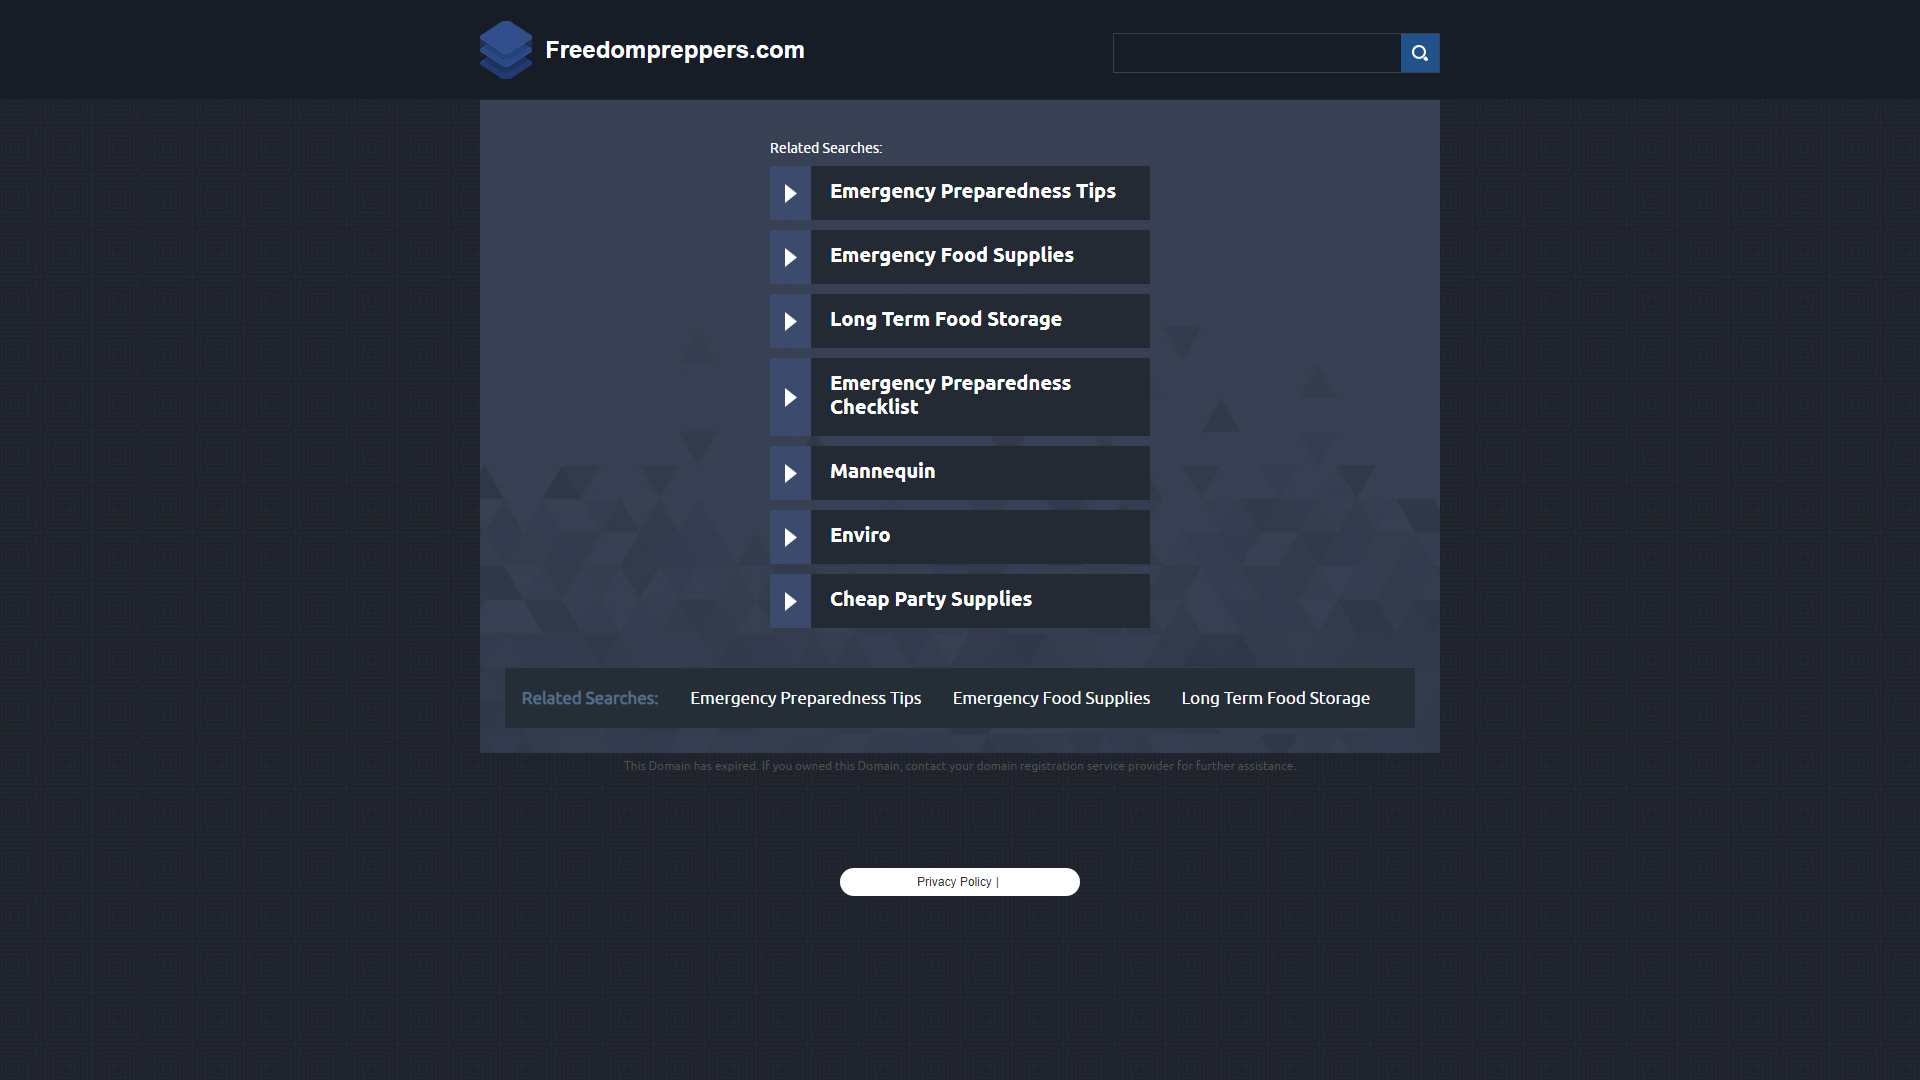 Freedompreppers.com
Related Searches:
Emergency Preparedness Tips
Emergency Food Supplies
Long Term Food Storage
Emergency Preparedness
Checklist
Mannequin
Enviro
Cheap Party Supplies
Related Searches: Emergency Preparedness Tips Emergency Food Supplies Long Term Food Storage
This Domain has expired. If you owned this Domain, contact your domain registration service provider for further assistance.
Privacy Policy |